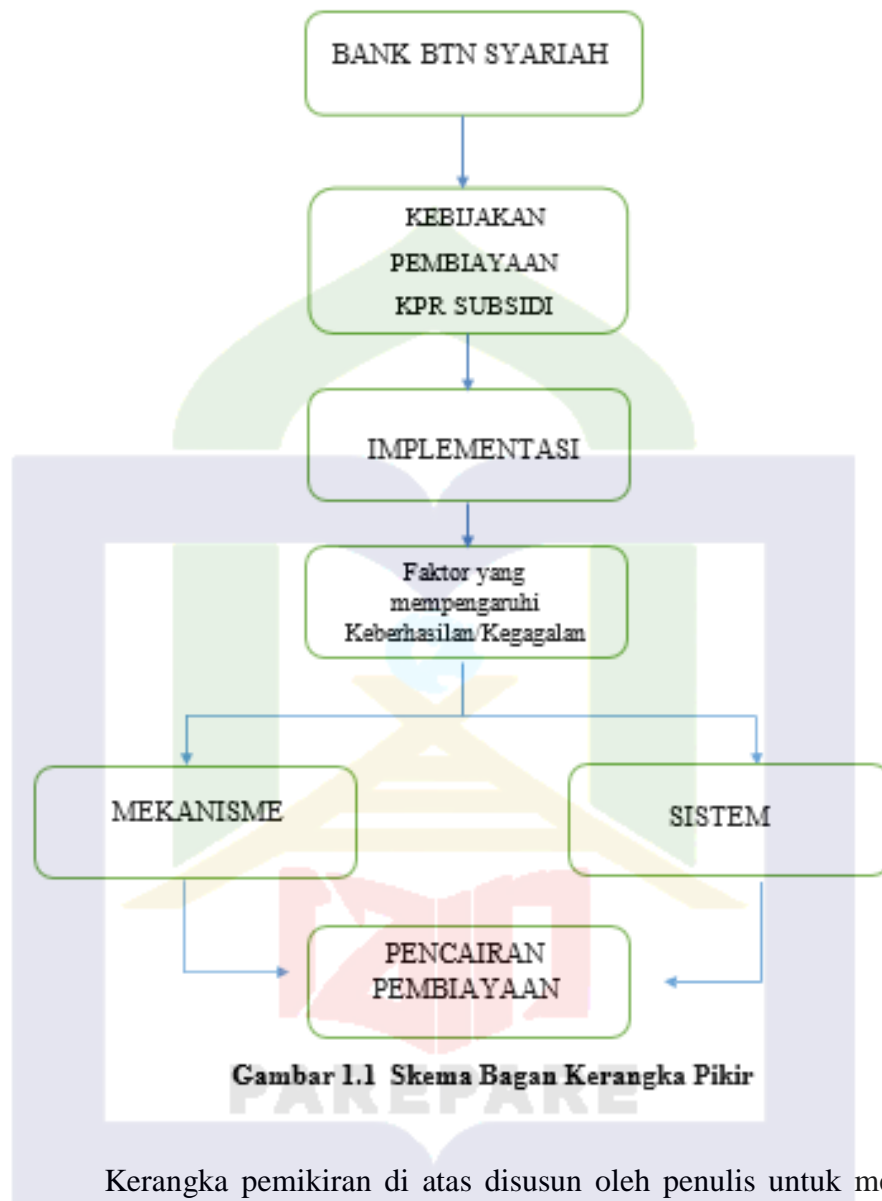 BANK BTN SYARIAH
KEBIJAKAN
PEMBIAYAAN
KPR SUBSIDI
IMPLEMENTASI
Faktor yang
mempengaruhi
Keberhasilan/Kegagalan
MEKANISME
SISTEM
PENCAIRAN
PEMBIAYAAN
Gambar 1.1 Skema Bagan Kerangka Pikir
PAREPARE
Kerangka pemikiran di atas disusun oleh penulis untuk